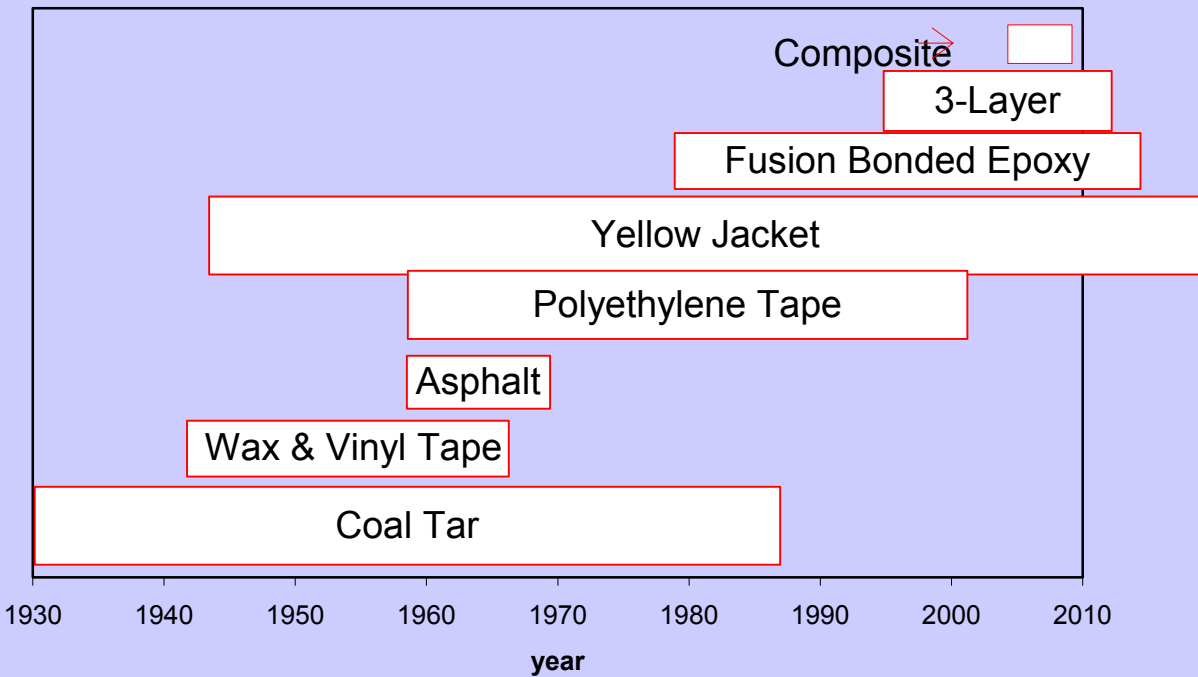 Composite
3-Layer
Fusion Bonded Epoxy
Yellow Jacket
Polyethylene Tape
Asphalt
Wax & Vinyl Tape
Coal Tar
1930 1940 1950 1960 1970 1980 1990 2000 2010
year